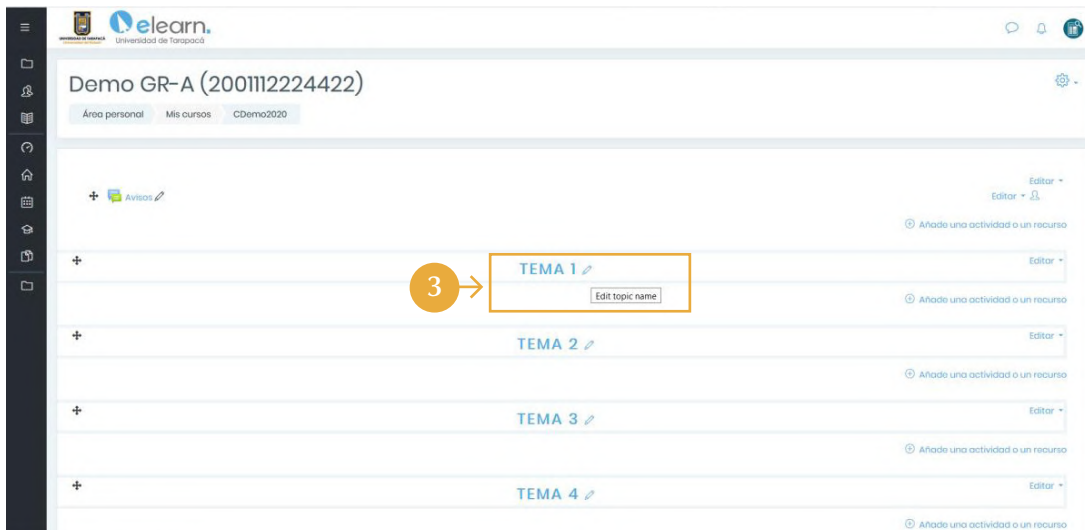 elearn.
Universidad de Tarapacá
Demo GR-A (2001112224422)
Área personal Mis cursos CDemo2020
Editar
Avisos Editar
Añade una actividad o un recurso
TEMA 1 Editar
3
Edit topic name
Añade una actividad o un recurso
TEMA 2 Editar
Añade una actividad o un recurso
TEMA 3 Editar
Añade una actividad o un recurso
TEMA 4 Editar
Añade una actividad o un recurso